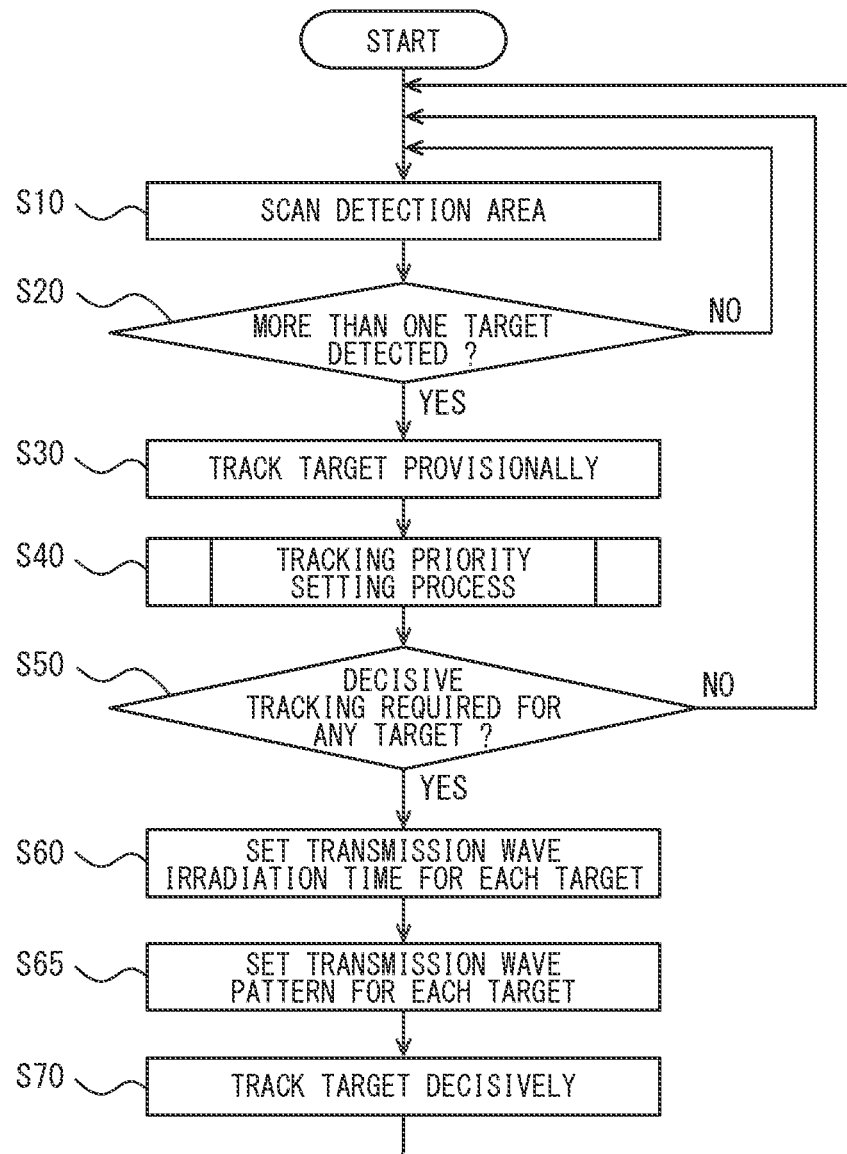 START
S10
SCAN DETECTION AREA
S20
MORE THAN ONE TARGET
DETECTED ?
NO
YES
S30
TRACK TARGET PROVISIONALLY
S40
TRACKING PRIORITY
SETTING PROCESS
S50
DECISIVE
TRACKING REQUIRED FOR
ANY TARGET ?
NO
YES
S60
SET TRANSMISSION WAVE
IRRADIATION TIME FOR EACH TARGET
S65
SET TRANSMISSION WAVE
PATTERN FOR EACH TARGET
S70
TRACK TARGET DECISIVELY